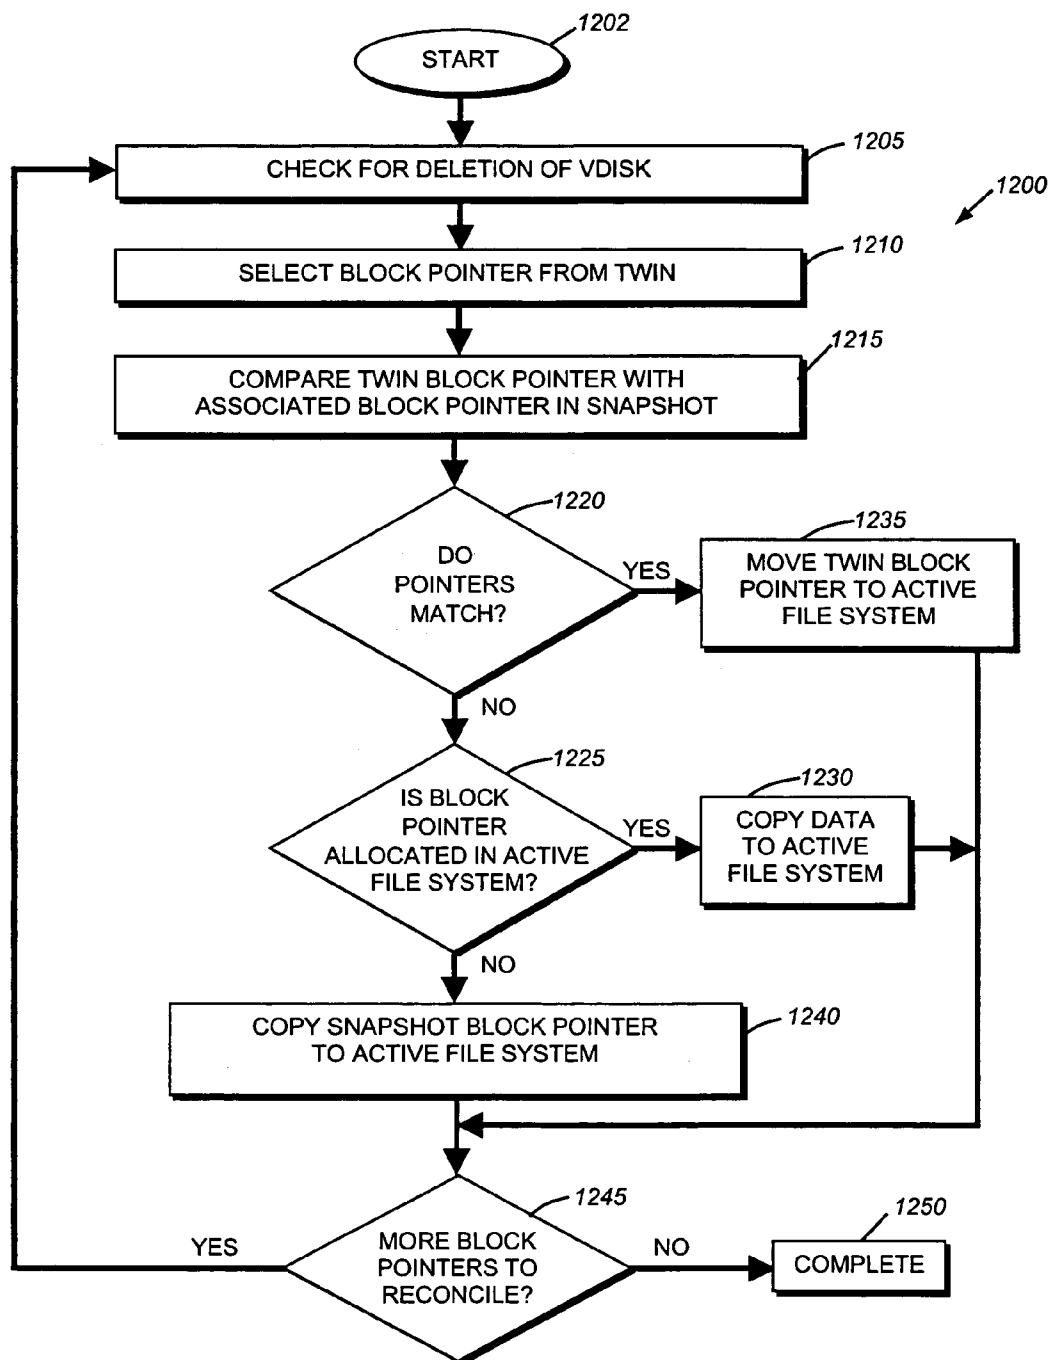 1202
START
1205
CHECK FOR DELETION OF VDISK
1200
1210
SELECT BLOCK POINTER FROM TWIN
1215
COMPARE TWIN BLOCK POINTER WITH
ASSOCIATED BLOCK POINTER IN SNAPSHOT
1220
DO
POINTERS
MATCH?
YES
1235
MOVE TWIN BLOCK
POINTER TO ACTIVE
FILE SYSTEM
NO
1225
IS BLOCK
POINTER
ALLOCATED IN ACTIVE
FILE SYSTEM?
YES
1230
COPY DATA
TO ACTIVE
FILE SYSTEM
NO
COPY SNAPSHOT BLOCK POINTER
TO ACTIVE FILE SYSTEM
1240
1245
MORE BLOCK
POINTERS TO
RECONCILE?
YES
NO
1250
COMPLETE